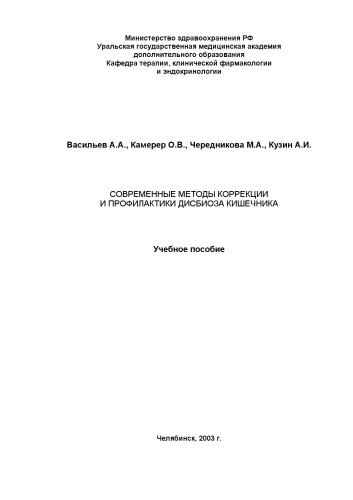 Министерство здравоохранения РФ
Уральская государственная медицинская академия
дополнительного образования
Кафедра терапии, клинической фармакологии
и эндокринологии
Васильев А.А., Камерер О.В., Чередникова М.А., Кузин А.И.
СОВРЕМЕННЫЕ МЕТОДЫ КОРРЕКЦИИ
И ПРОФИЛАКТИКИ ДИСБИОЗА КИШЕЧНИКА
Учебное пособие
Челябинск, 2003 г.